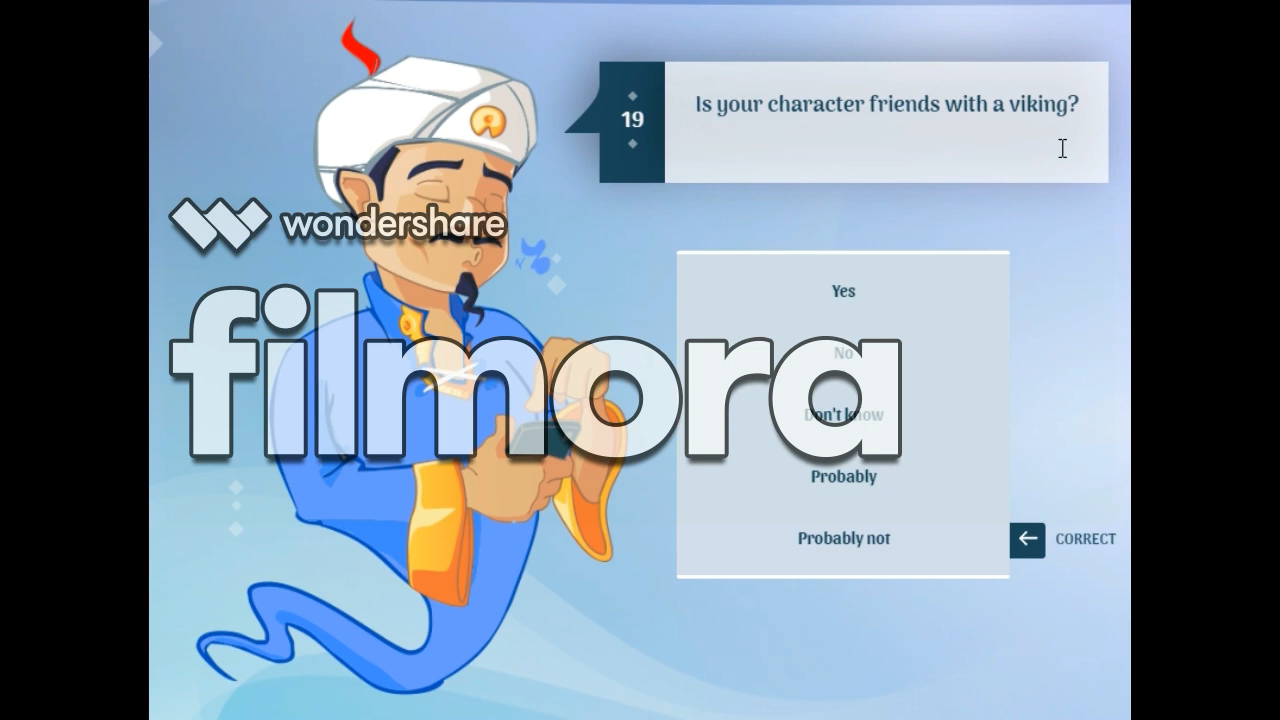 19
Is your character friends with a viking?
wondershare
filmora
Yes
No
Don't know
Probably
Probably not
CORRECT